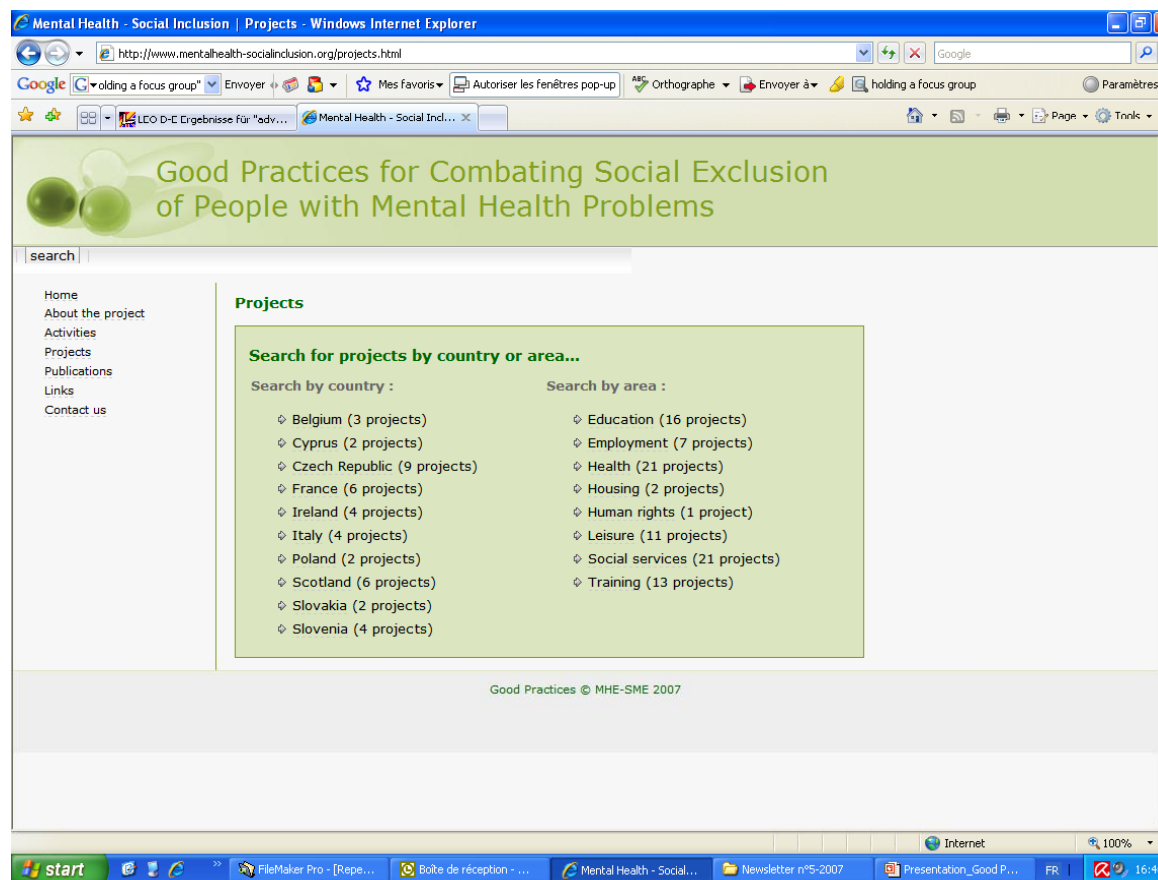 Mental Health - Social Inclusion | Projects - Windows Internet Explorer
http://www.mentalhealth-socialinclusion.org/projects.html
Google
Google
olding a focus group"
Envoyer
Mes favoris
Autoriser les fenêtres pop-up
Orthographe
Envoyer à
holding a focus group
Paramètres
LEO D-E Ergebnisse für "adv...
Mental Health - Social Incl...
Page
Tools
Good Practices for Combating Social Exclusion
of People with Mental Health Problems
search
Home
About the project
Activities
Projects
Publications
Links
Contact us
Projects
Search for projects by country or area...
Search by country :
Belgium (3 projects)
Cyprus (2 projects)
Czech Republic (9 projects)
France (6 projects)
Ireland (4 projects)
Italy (4 projects)
Poland (2 projects)
Scotland (6 projects)
Slovakia (2 projects)
Slovenia (4 projects)
Search by area :
Education (16 projects)
Employment (7 projects)
Health (21 projects)
Housing (2 projects)
Human rights (1 project)
Leisure (11 projects)
Social services (21 projects)
Training (13 projects)
Good Practices © MHE-SME 2007
Internet
100%
start
FileMaker Pro - [Repe...
Boîte de réception - ...
Mental Health - Social...
Newsletter n°5-2007
Presentation_Good P...
FR
16:4